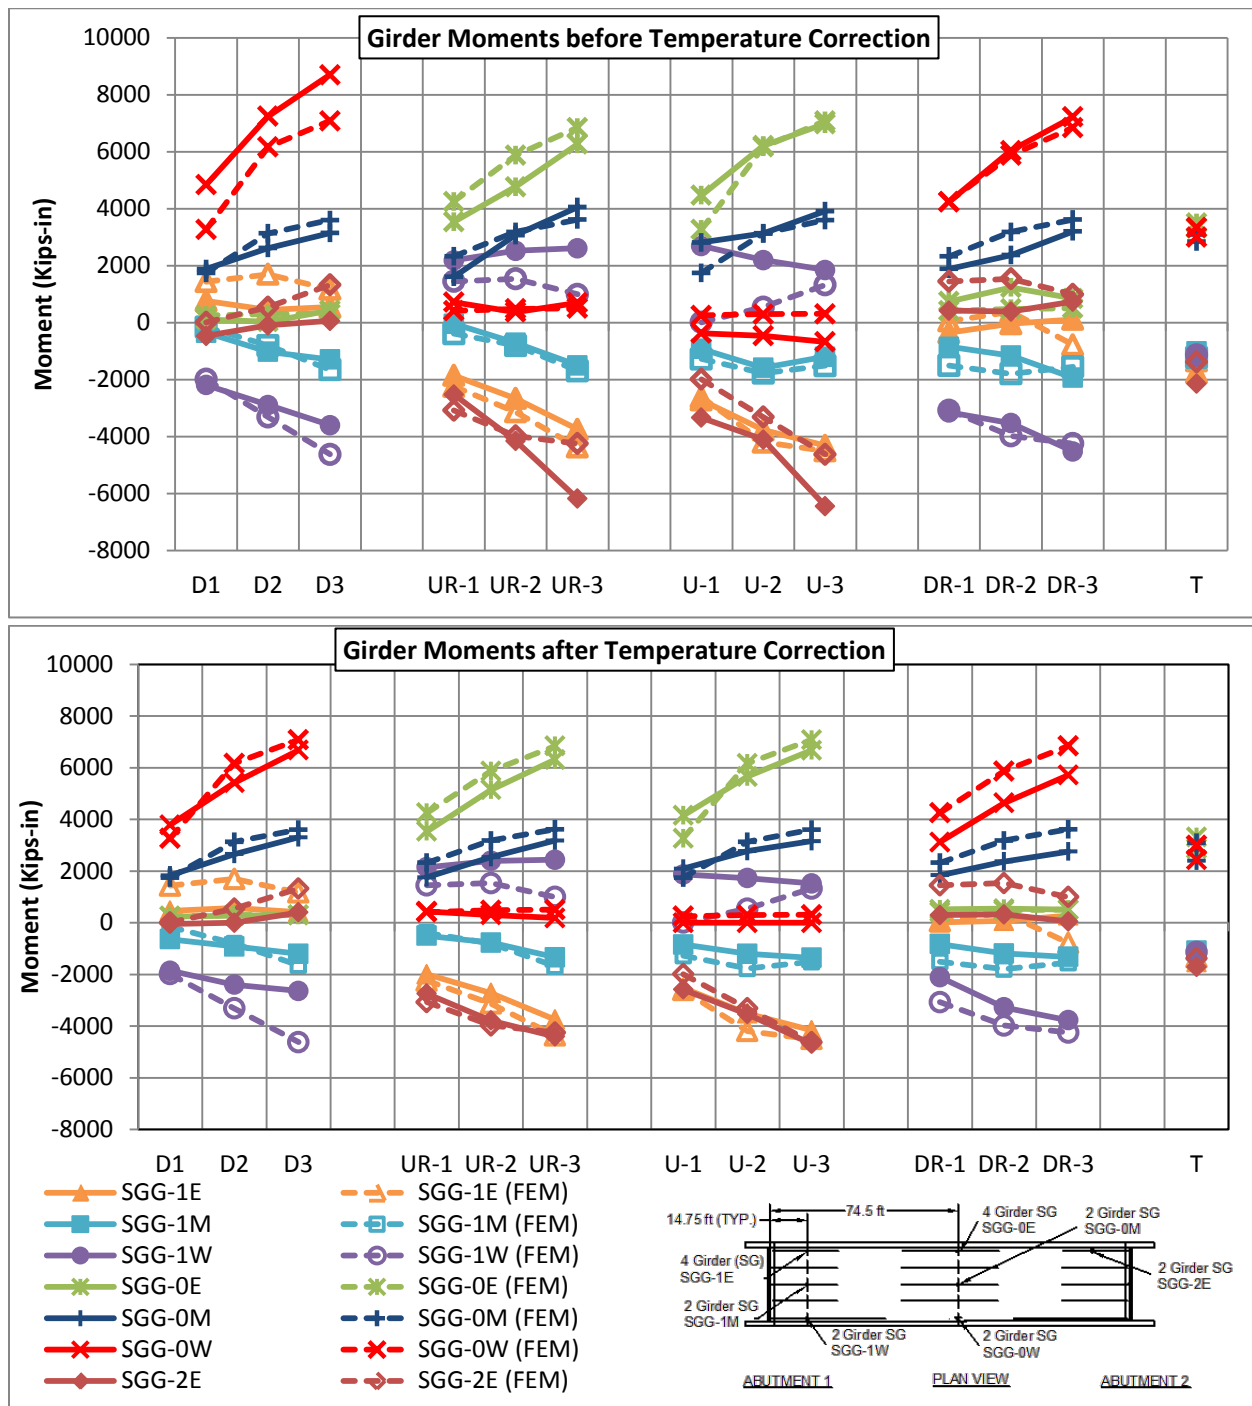 Girder Moments before Temperature Correction
Moment (Kips-in)
10000
8000
6000
4000
2000
0
-2000
-4000
-6000
-8000
D1 D2 D3 UR-1 UR-2 UR-3 U-1 U-2 U-3 DR-1 DR-2 DR-3 T
Girder Moments after Temperature Correction
Moment (Kips-in)
10000
8000
6000
4000
2000
0
-2000
-4000
-6000
-8000
D1 D2 D3 UR-1 UR-2 UR-3 U-1 U-2 U-3 DR-1 DR-2 DR-3 T
SGG-1E SGG-1E (FEM)
SGG-1M SGG-1M (FEM)
SGG-1W SGG-1W (FEM)
SGG-0E SGG-0E (FEM)
SGG-0M SGG-0M (FEM)
SGG-0W SGG-0W (FEM)
SGG-2E SGG-2E (FEM)
14.75 ft (TYP.)
74.5 ft
4 Girder SG
SGG-0E
2 Girder SG
SGG-0M
4 Girder (SG)
SGG-1E
2 Girder SG
SGG-2E
2 Girder SG
SGG-1M
2 Girder SG
SGG-1W
2 Girder SG
SGG-0W
ABUTMENT 1 PLAN VIEW ABUTMENT 2